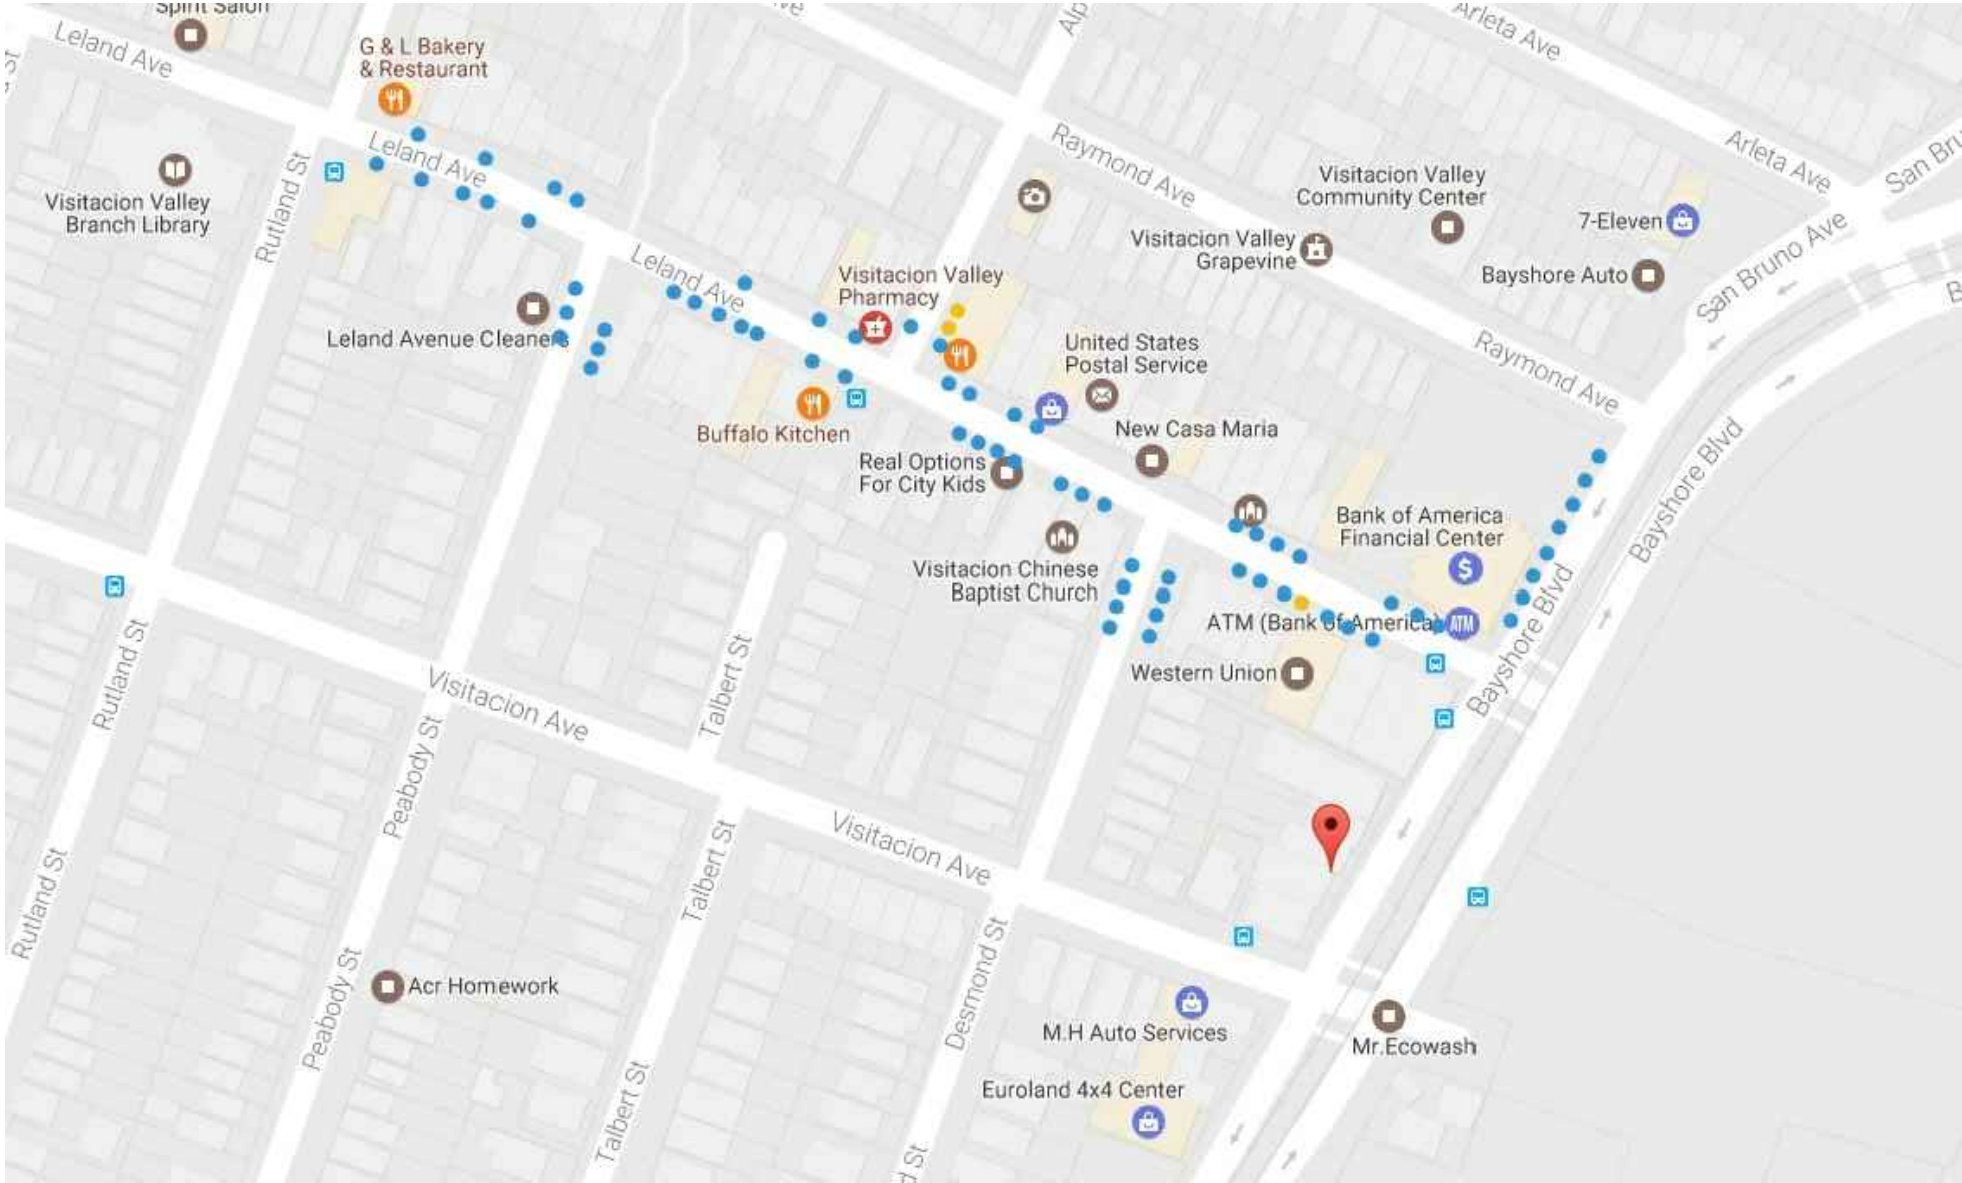 Spirit Salon
Leland Ave
G & L Bakery
& Restaurant
Leland Ave
Rutland St
Visitacion Valley
Branch Library
Leland Avenue Cleaners
Leland Ave
Visitacion Valley
Pharmacy
Raymond Ave
Arleta Ave
Arleta Ave
San Bruno Ave
Visitacion Valley
Community Center
7-Eleven
Visitacion Valley
Grapevine
Bayshore Auto
United States
Postal Service
Raymond Ave
Buffalo Kitchen
New Casa Maria
Real Options
For City Kids
Bank of America
Financial Center
Bayshore Blvd
Visitacion Chinese
Baptist Church
ATM (Bank of America)
ATM
Bayshore Blvd
Western Union
Rutland St
Visitacion Ave
Talbert St
Peabody St
Visitacion Ave
Talbert St
Rutland St
Peabody St
Acr Homework
Desmond St
M.H Auto Services
Mr.Ecowash
Euroland 4x4 Center
Talbert St